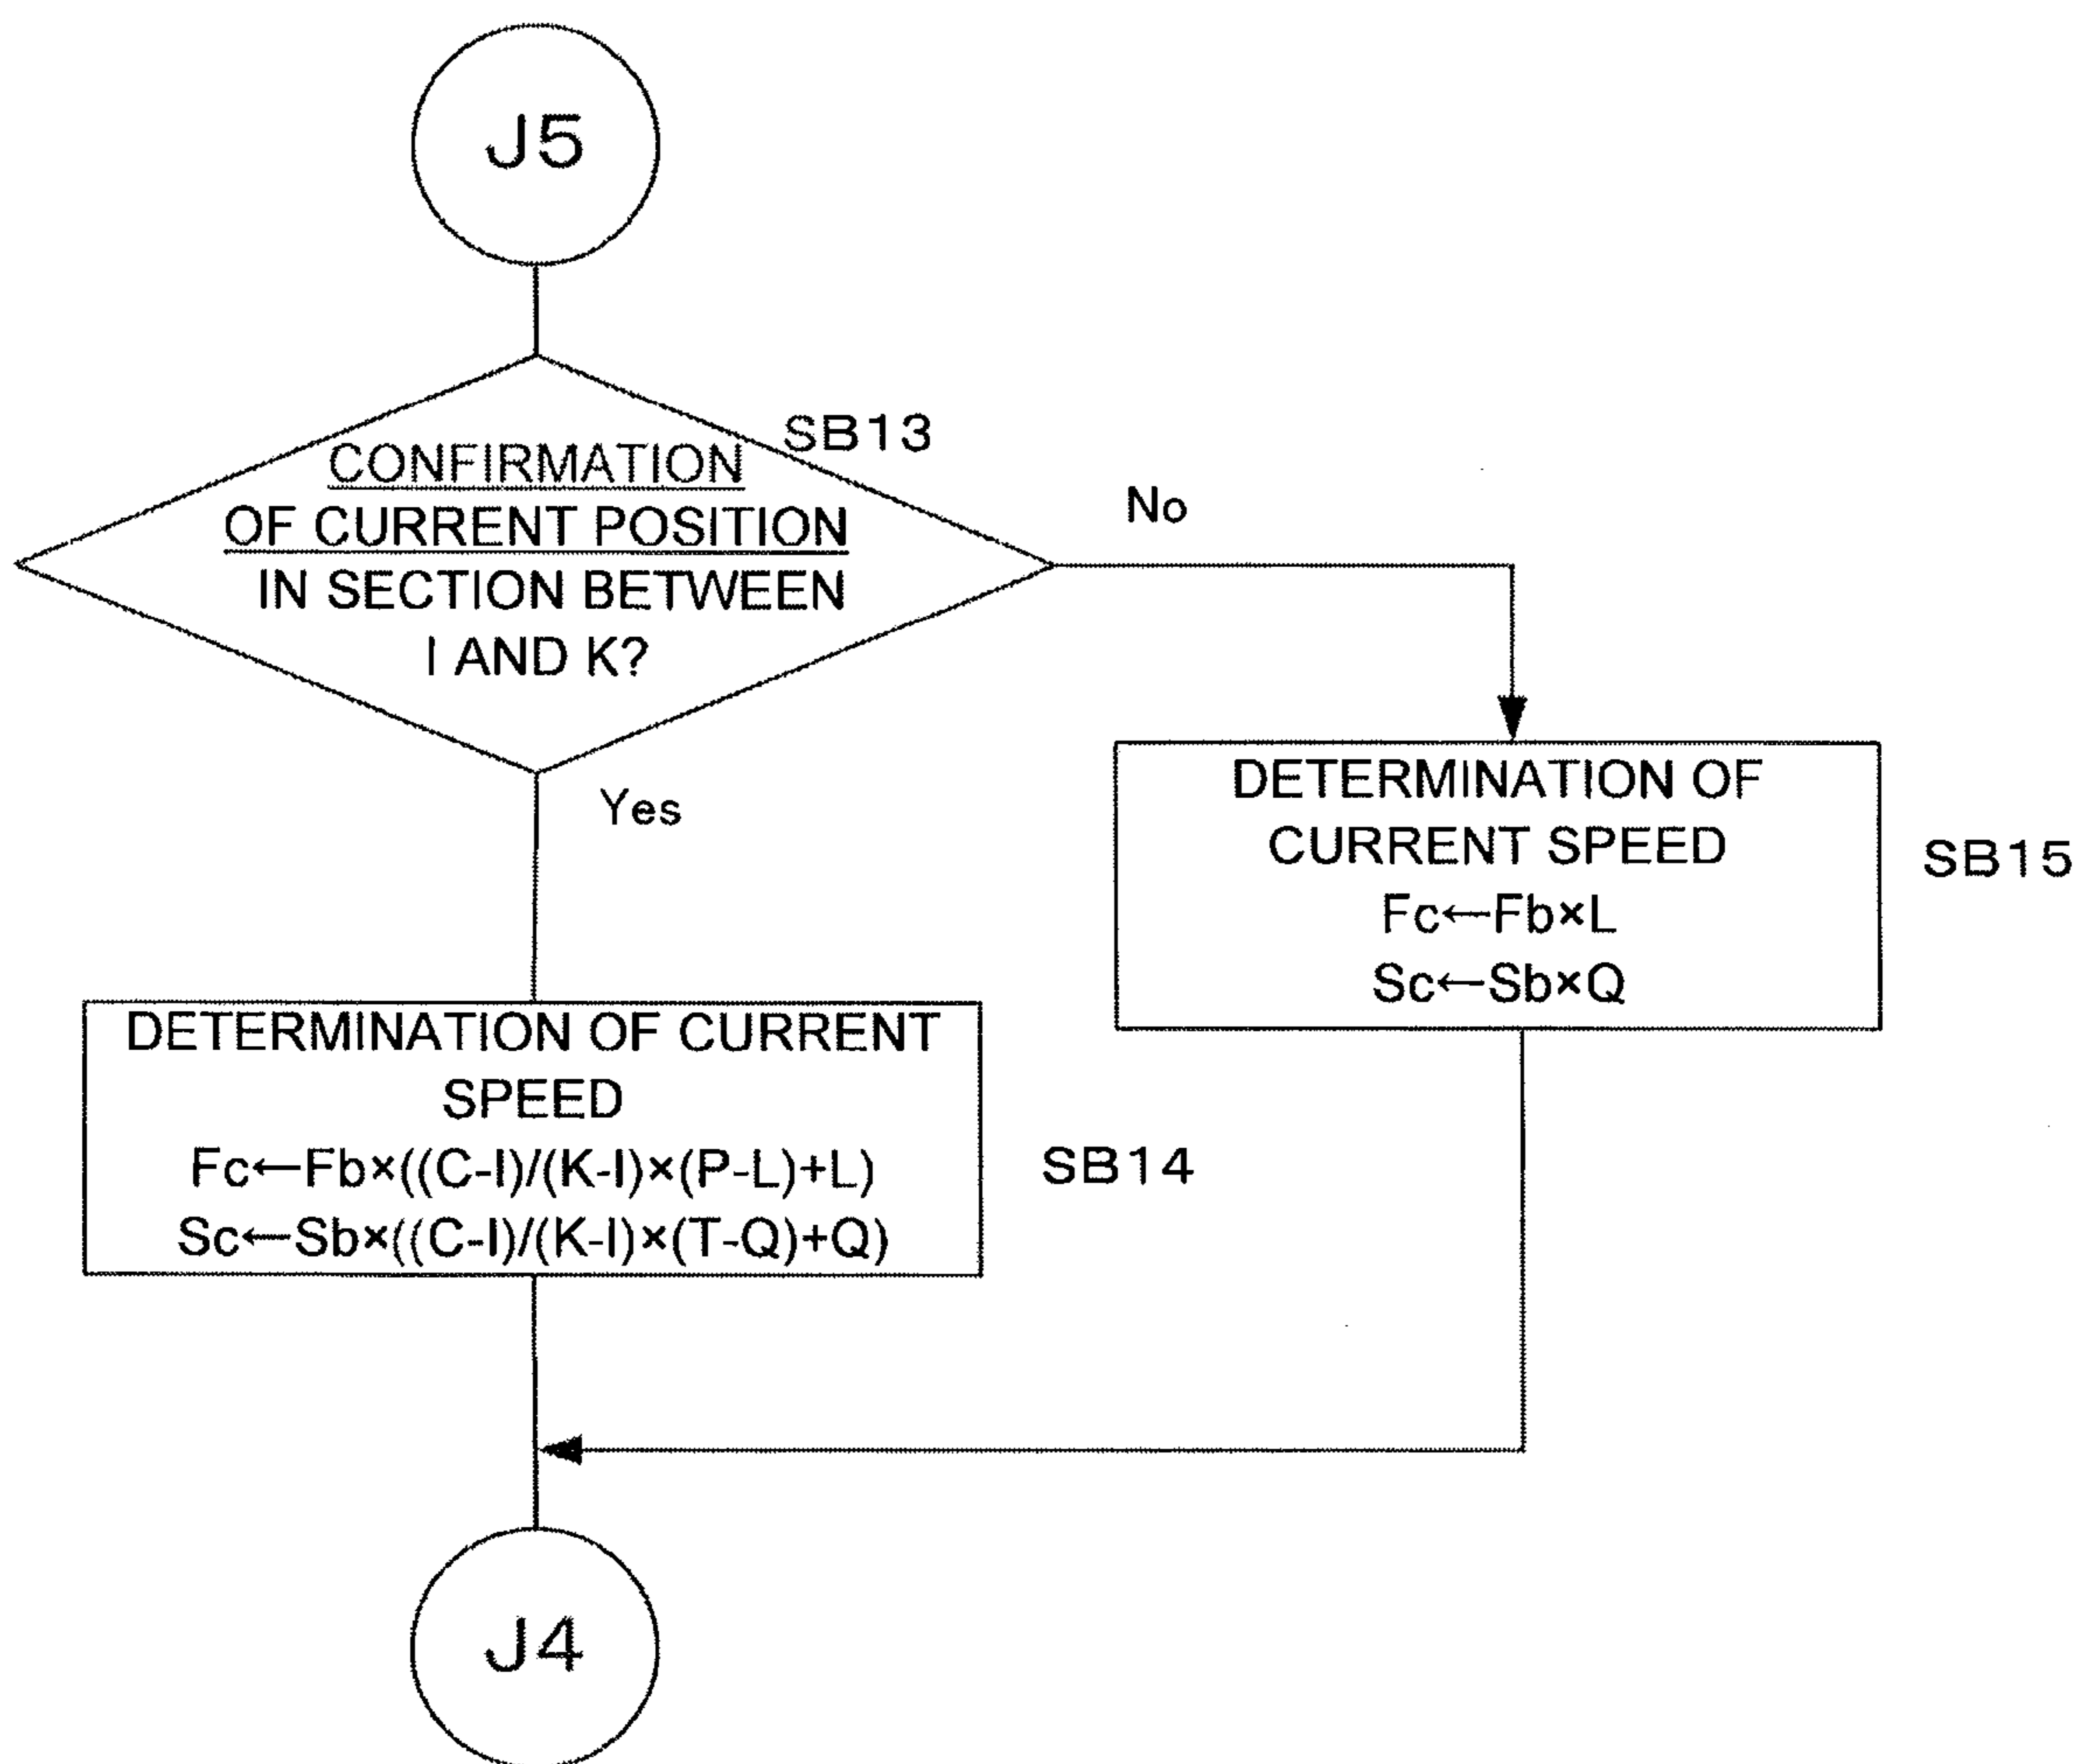 J5
SB13
CONFIRMATION
OF CURRENT POSITION
IN SECTION BETWEEN
I AND K?
No
Yes
DETERMINATION OF
CURRENT SPEED
Fc←Fb×L
Sc←Sb×Q
SB15
DETERMINATION OF CURRENT
SPEED
Fc←Fb×((C-I)/(K-I)×(P-L)+L)
Sc←Sb×((C-I)/(K-I)×(T-Q)+Q)
SB14
J4